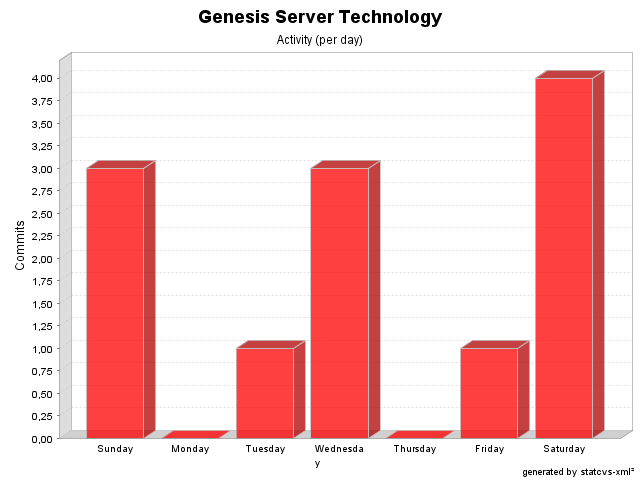 Genesis Server Technology
Activity (per day)
4,00
3,75
3,50
3,25
3,00
2,75
2,50
2,25
2,00
1,75
1,50
1,25
1,00
0,75
0,50
0,25
0,00
Commits
Sunday Monday Tuesday Wednesda Thursday Friday Saturday
y
generated by statcvs-xml²